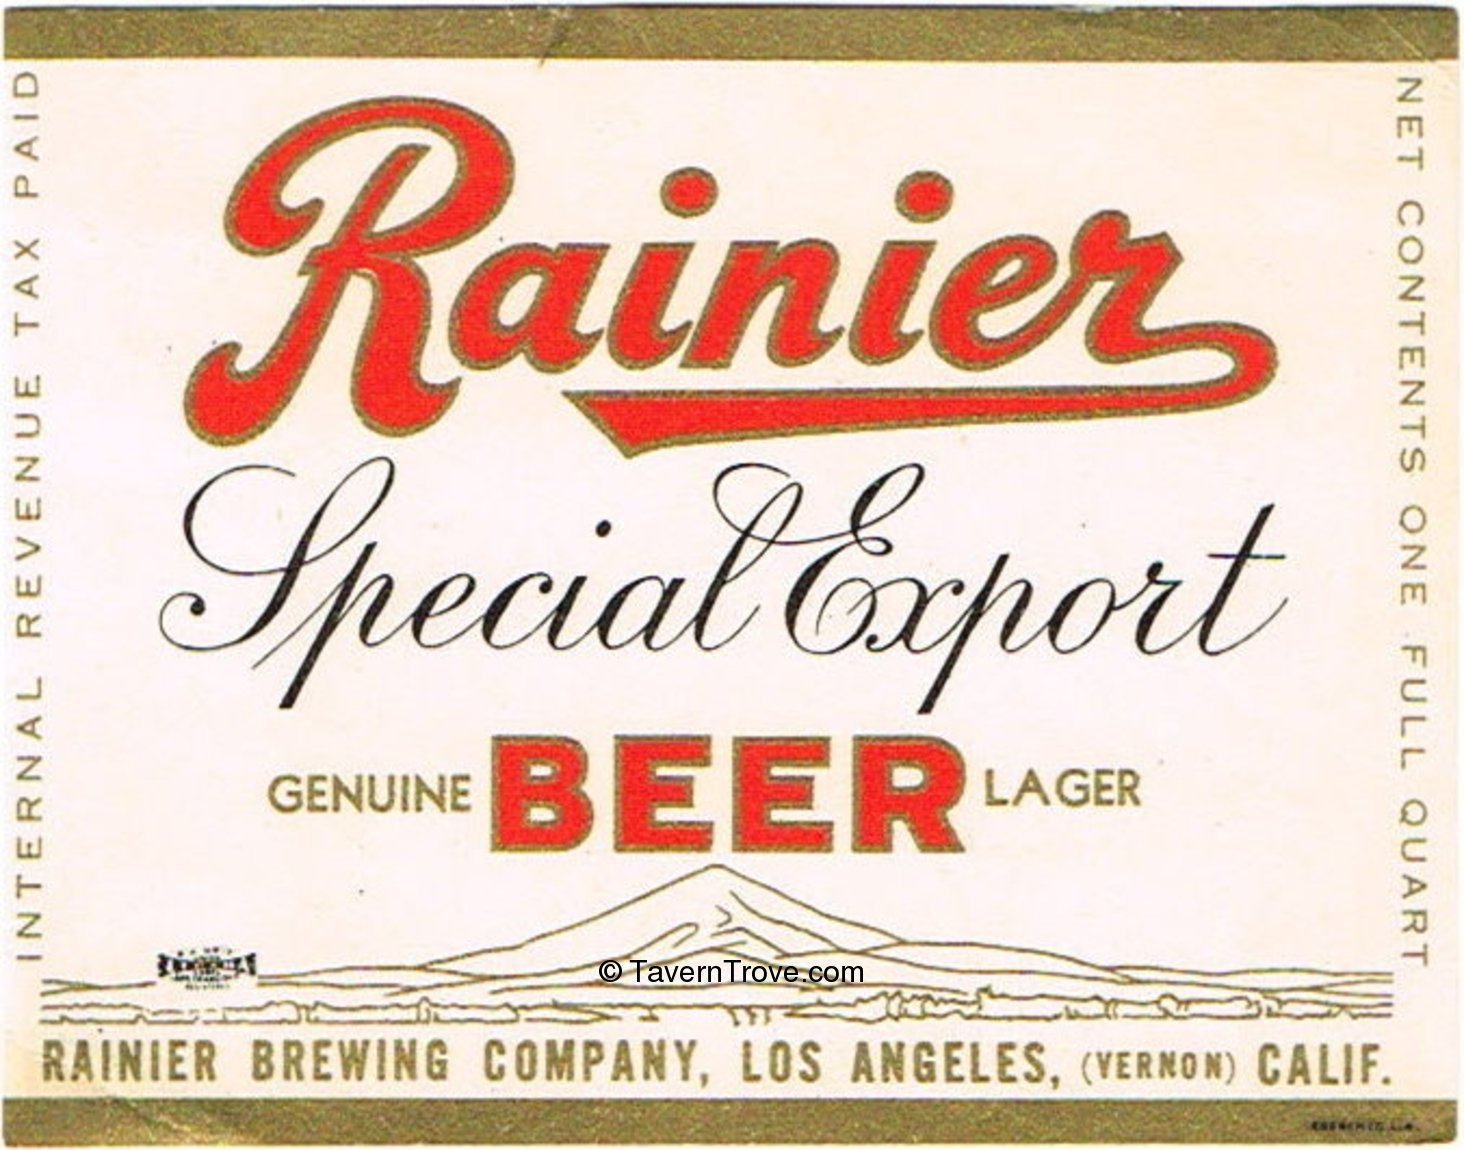 Rainier
Special Export
GENUINE BEER LAGER
INTERNAL REVENUE TAX PAID
NET CONTENTS ONE FULL QUART
© TavernTrove.com
RAINIER BREWING COMPANY, LOS ANGELES, (VERNON) CALIF.